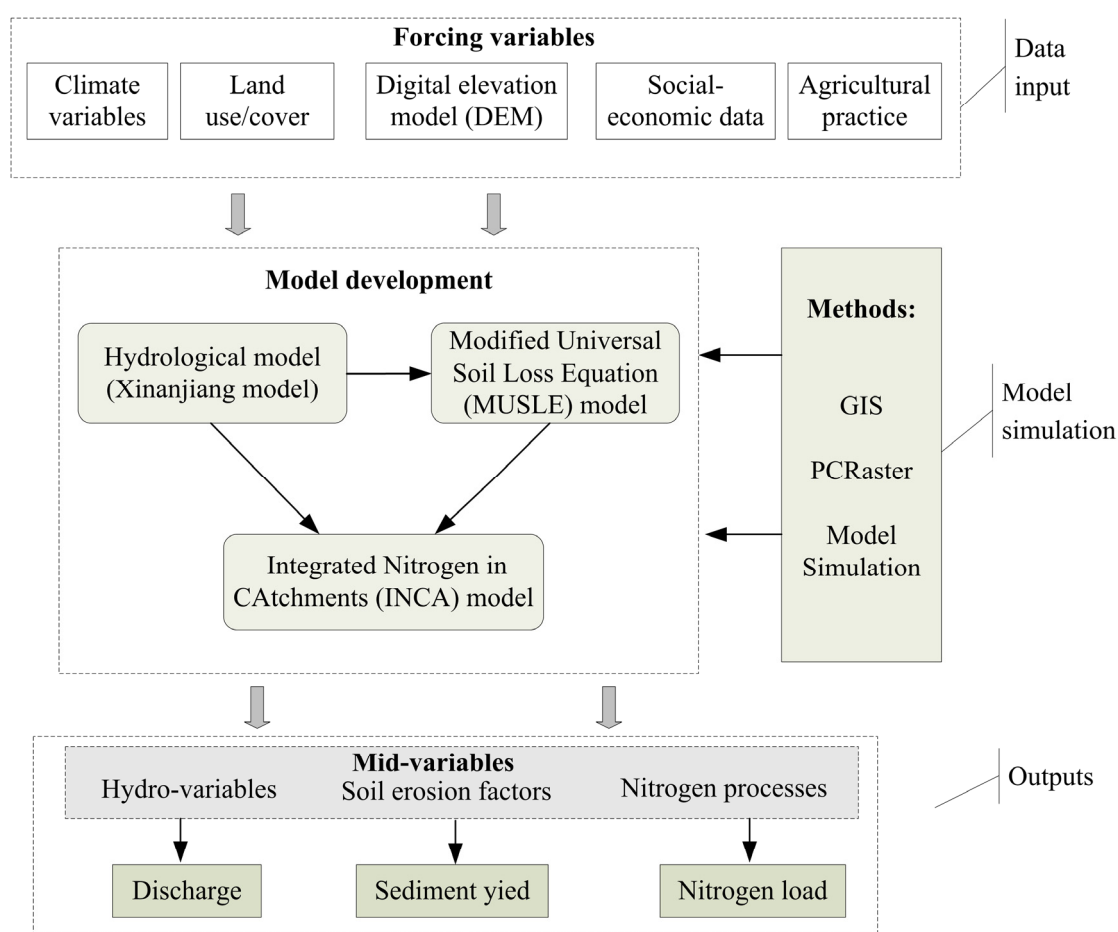 Forcing variables
Climate
variables
Land
use/cover
Digital elevation
model (DEM)
Social-
economic data
Agricultural
practice
Data
input
Model development
Hydrological model
(Xinanjiang model)
Modified Universal
Soil Loss Equation
(MUSLE) model
Integrated Nitrogen in
CAtchments (INCA) model
Methods:
GIS
PCRaster
Model
Simulation
Model
simulation
Mid-variables
Hydro-variables
Soil erosion factors
Nitrogen processes
Outputs
Discharge
Sediment yied
Nitrogen load